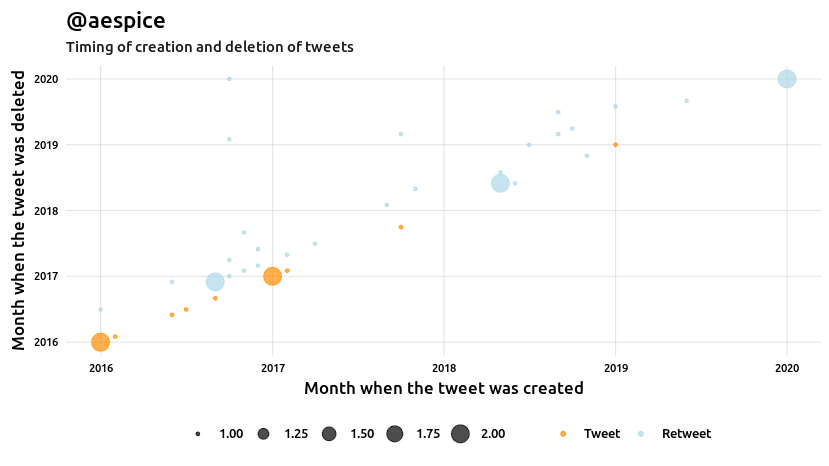 @aespice
Timing of creation and deletion of tweets
Month when the tweet was deleted
2020
2019
2018
2017
2016
2016 2017 2018 2019 2020
Month when the tweet was created
1.00 1.25 1.50 1.75 2.00 Tweet Retweet